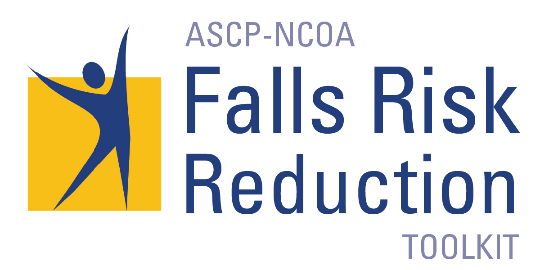 ASCP-NCOA
Falls Risk
Reduction
TOOLKIT